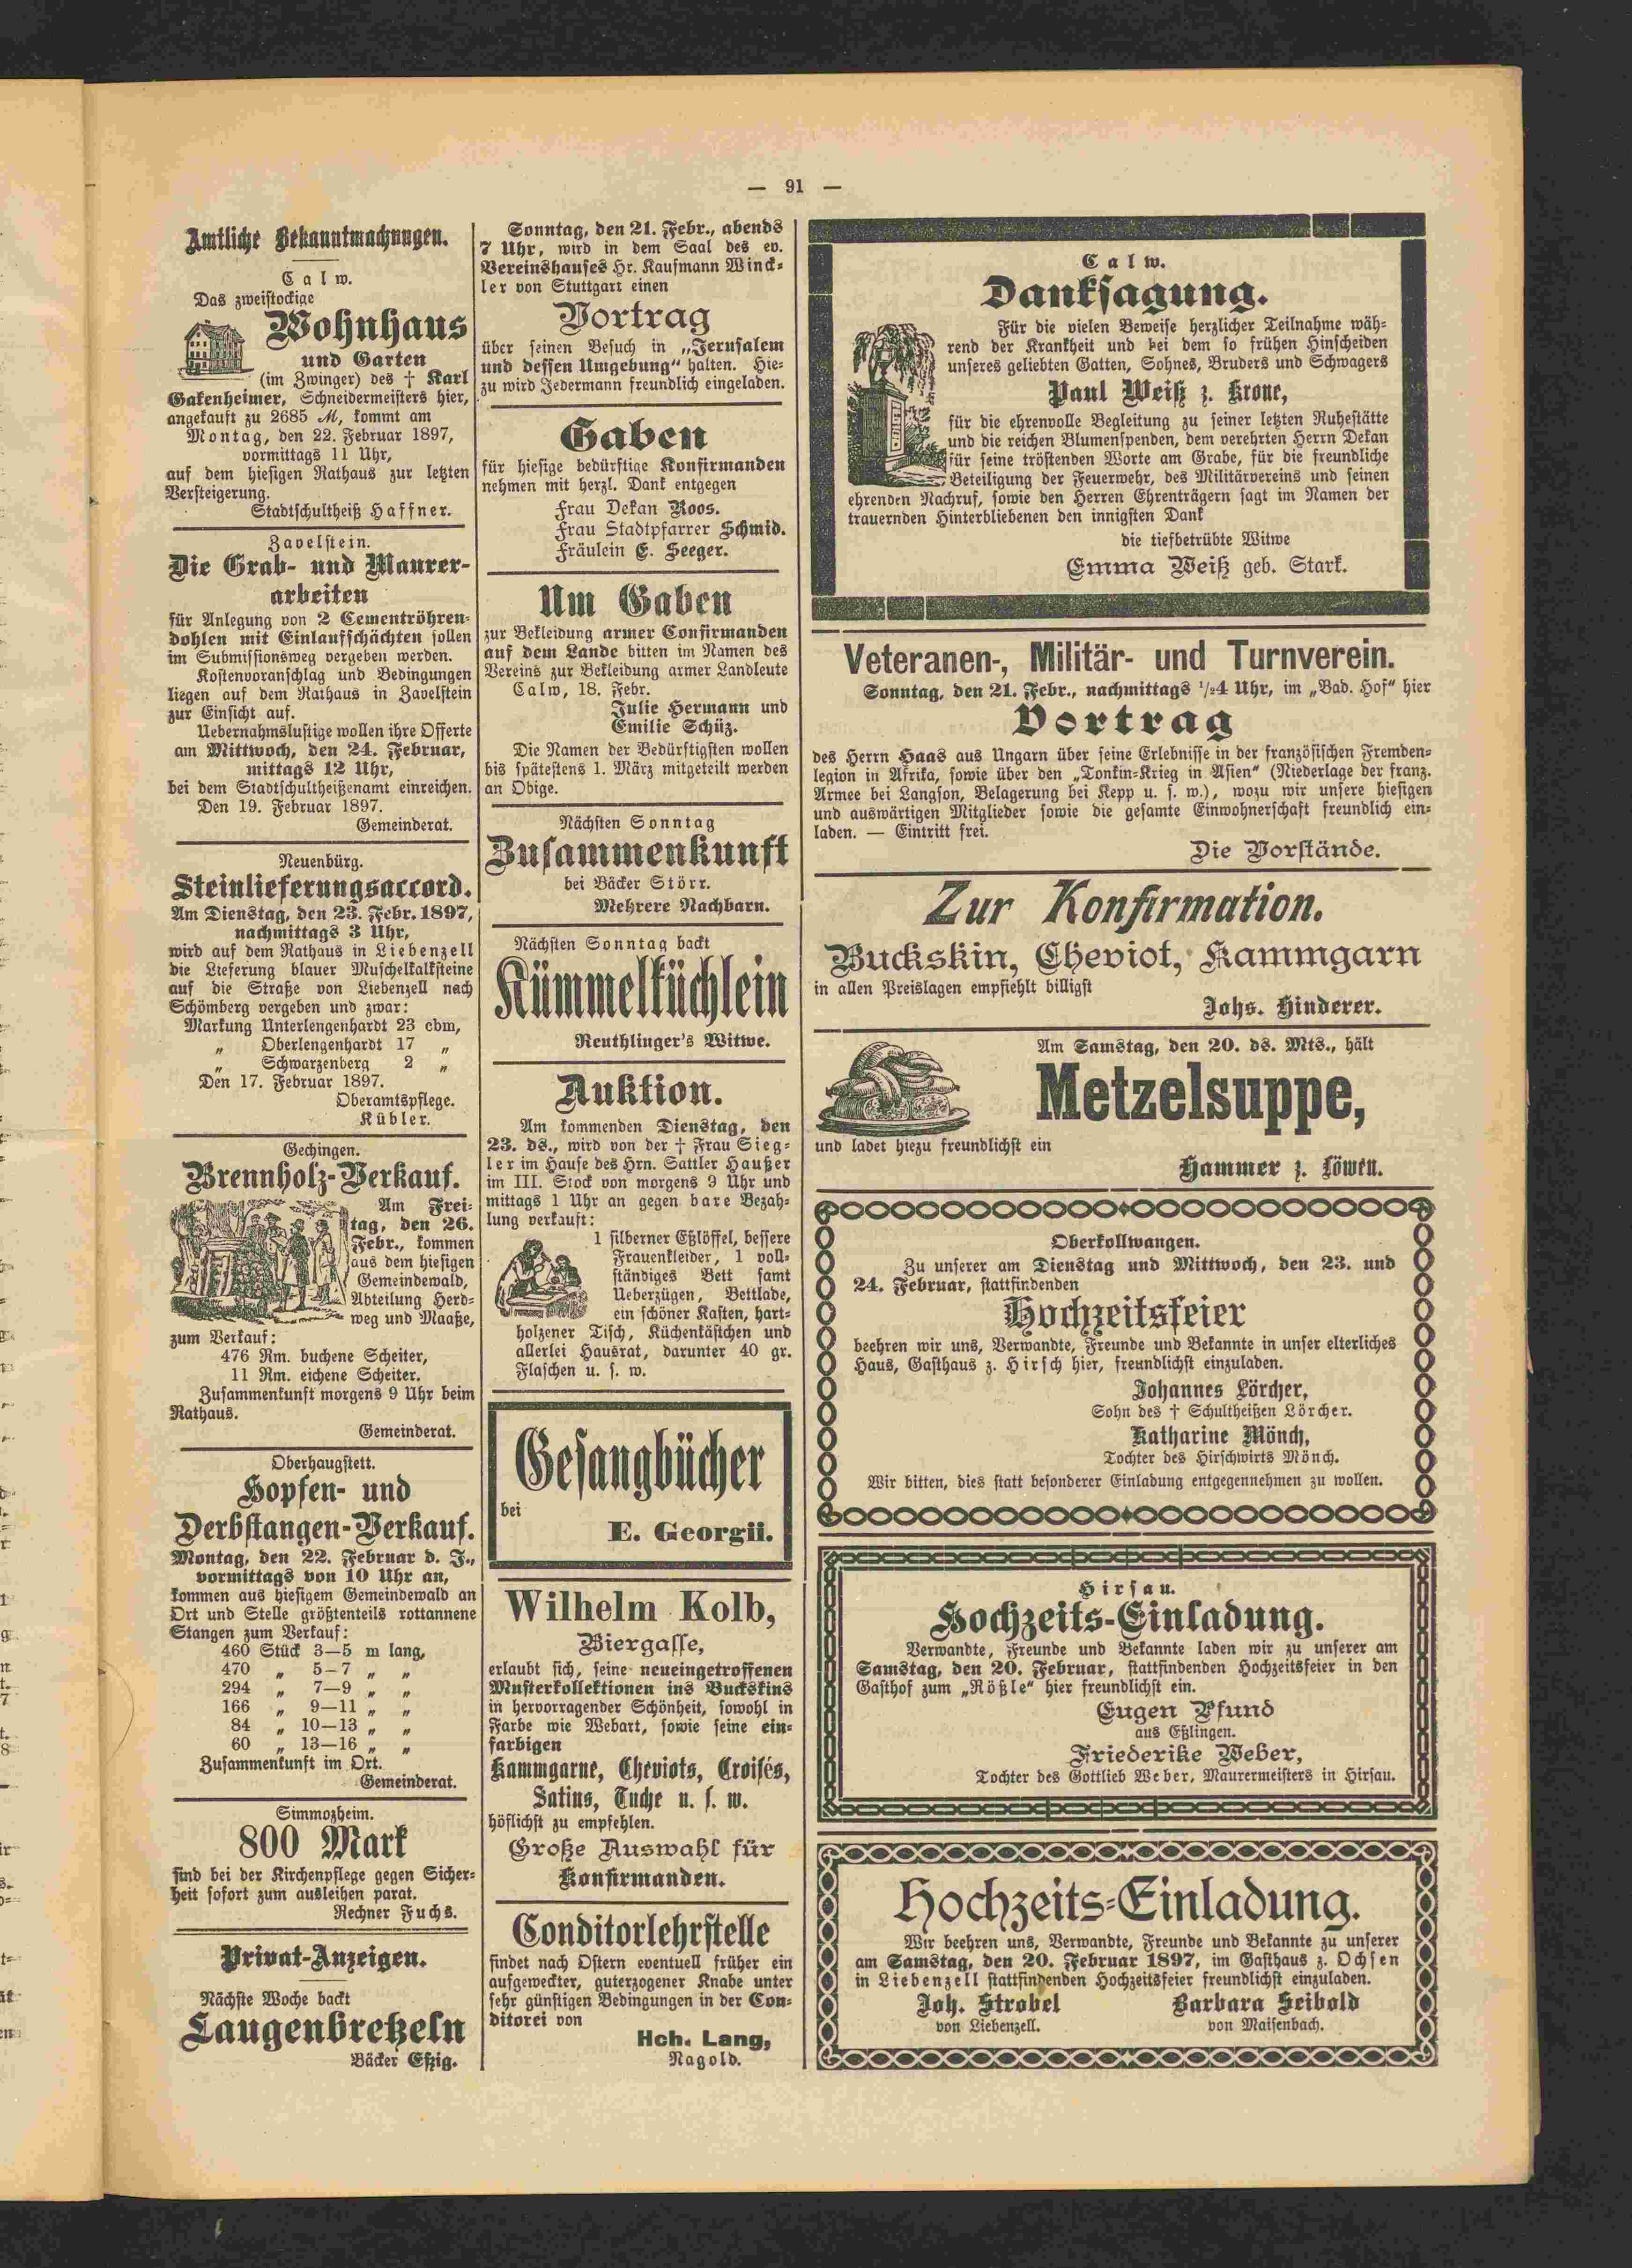 — 91 —
Amtliche Bekanntmachungen.
Calw.
Das zweistockige
Wohnhaus
und Garten
(im Zwinger) des † Karl
Gakenheimer, Schneidermeisters hier,
angekauft zu 2685 M, kommt am
Montag, den 22. Februar 1897,
vormittags 11 Uhr,
auf dem hiesigen Rathaus zur letzten
Versteigerung.
Stadtschultheiß Haffner.
Zavelstein.
Die Grab- und Maurer-
arbeiten
für Anlegung von 2 Cementröhren-
dohlen mit Einlaufschächten sollen
im Submissionsweg vergeben werden.
Kostenvoranschlag und Bedingungen
liegen auf dem Rathaus in Zavelstein
zur Einsicht auf.
Uebernahmslustige wollen ihre Offerte
am Mittwoch, den 24. Februar,
mittags 12 Uhr,
bei dem Stadtschultheißenamt einreichen.
Den 19. Februar 1897.
Gemeinderat.
Neuenbürg.
Steinlieferungsaccord.
Am Dienstag, den 23. Febr. 1897,
nachmittags 3 Uhr,
wird auf dem Rathaus in Liebenzell
die Lieferung blauer Muschelkalksteine
auf die Straße von Liebenzell nach
Schömberg vergeben und zwar:
Markung Unterlengenhardt 23 cbm,
„ Oberlengenhardt 17 „
„ Schwarzenberg 2 „
Den 17. Februar 1897.
Oberamtspflege.
Kübler.
Gechingen.
Brennholz-Verkauf.
Am Frei-
tag, den 26.
Febr., kommen
aus dem hiesigen
Gemeindewald,
Abteilung Herd-
weg und Maaße,
zum Verkauf:
476 Rm. buchene Scheiter,
11 Rm. eichene Scheiter.
Zusammenkunft morgens 9 Uhr beim
Rathaus.
Gemeinderat.
Oberhaugstett.
Hopfen- und
Derbstangen-Verkauf.
Montag, den 22. Februar d. J.,
vormittags von 10 Uhr an,
kommen aus hiesigem Gemeindewald an
Ort und Stelle größtenteils rottannene
Stangen zum Verkauf:
460 Stück 3—5 m lang,
470 „ 5—7 „ „
294 „ 7—9 „ „
166 „ 9—11 „ „
84 „ 10—13 „ „
60 „ 13—16 „ „
Zusammenkunft im Ort.
Gemeinderat.
Simmozheim.
800 Mark
sind bei der Kirchenpflege gegen Sicher-
heit sofort zum ausleihen parat.
Rechner Fuchs.
Privat-Anzeigen.
Nächste Woche backt
Laugenbretzeln
Bäcker Essig.
Sonntag, den 21. Febr., abends
7 Uhr, wird in dem Saal des ev.
Vereinshauses Hr. Kaufmann Winck-
ler von Stuttgart einen
Vortrag
über seinen Besuch in „Jerusalem
und dessen Umgebung“ halten. Hie-
zu wird Jedermann freundlich eingeladen.
Gaben
für hiesige bedürftige Konfirmanden
nehmen mit herzl. Dank entgegen
Frau Dekan Roos.
Frau Stadtpfarrer Schmid.
Fräulein E. Seeger.
Um Gaben
zur Bekleidung armer Confirmanden
auf dem Lande bitten im Namen des
Vereins zur Bekleidung armer Landleute
Calw, 18. Febr.
Julie Hermann und
Emilie Schüz.
Die Namen der Bedürftigsten wollen
bis spätestens 1. März mitgeteilt werden
an Obige.
Nächsten Sonntag
Zusammenkunft
bei Bäcker Störr.
Mehrere Nachbarn.
Nächsten Sonntag backt
Kümmelküchlein
Reuthlinger's Witwe.
Auktion.
Am kommenden Dienstag, den
23. ds., wird von der † Frau Sieg-
ler im Hause des Hrn. Sattler Haußer
im III. Stock von morgens 9 Uhr und
mittags 1 Uhr an gegen bare Bezah-
lung verkauft:
1 silberner Eßlöffel, bessere
Frauenkleider, 1 voll-
ständiges Bett samt
Ueberzügen, Bettlade,
ein schöner Kasten, hart-
holzener Tisch, Küchenkästchen und
allerlei Hausrat, darunter 40 gr.
Flaschen u. s. w.
Gesangbücher
bei
E. Georgii.
Wilhelm Kolb,
Biergasse,
erlaubt sich, seine neueingetroffenen
Musterkollektionen ins Buckskins
in hervorragender Schönheit, sowohl in
Farbe wie Webart, sowie seine ein-
farbigen
Kammgarne, Cheviots, Croisés,
Satins, Tuche u. s. w.
höflichst zu empfehlen.
Große Auswahl für
Konfirmanden.
Conditorlehrstelle
findet nach Ostern eventuell früher ein
aufgeweckter, guterzogener Knabe unter
sehr günstigen Bedingungen in der Con-
ditorei von
Hch. Lang,
Nagold.
Calw.
Danksagung.
Für die vielen Beweise herzlicher Teilnahme wäh-
rend der Krankheit und bei dem so frühen Hinscheiden
unseres geliebten Gatten, Sohnes, Bruders und Schwagers
Paul Weiß z. Krone,
für die ehrenvolle Begleitung zu seiner letzten Ruhestätte
und die reichen Blumenspenden, dem verehrten Herrn Dekan
für seine tröstenden Worte am Grabe, für die freundliche
Beteiligung der Feuerwehr, des Militärvereins und seinen
ehrenden Nachruf, sowie den Herren Ehrenträgern sagt im Namen der
trauernden Hinterbliebenen den innigsten Dank
die tiefbetrübte Witwe
Emma Weiß geb. Stark.
Veteranen-, Militär- und Turnverein.
Sonntag, den 21. Febr., nachmittags 1/24 Uhr, im „Bad. Hof“ hier
Vortrag
des Herrn Haas aus Ungarn über seine Erlebnisse in der französischen Fremden-
legion in Afrika, sowie über den „Tonkin-Krieg in Asien“ (Niederlage der franz.
Armee bei Langson, Belagerung bei Kepp u. s. w.), wozu wir unsere hiesigen
und auswärtigen Mitglieder sowie die gesamte Einwohnerschaft freundlich ein-
laden. — Eintritt frei.
Die Vorstände.
Zur Konfirmation.
Buckskin, Cheviot, Kammgarn
in allen Preislagen empfiehlt billigst
Johs. Hinderer.
Am Samstag, den 20. ds. Mts., hält
Metzelsuppe,
und ladet hiezu freundlichst ein
Hammer z. Löwen.
Oberkollwangen.
Zu unserer am Dienstag und Mittwoch, den 23. und
24. Februar, stattfindenden
Hochzeitsfeier
beehren wir uns, Verwandte, Freunde und Bekannte in unser elterliches
Haus, Gasthaus z. Hirsch hier, freundlichst einzuladen.
Johannes Lörcher,
Sohn des † Schultheißen Lörcher.
Katharine Mönch,
Tochter des Hirschwirts Mönch.
Wir bitten, dies statt besonderer Einladung entgegennehmen zu wollen.
Hirsau.
Hochzeits-Einladung.
Verwandte, Freunde und Bekannte laden wir zu unserer am
Samstag, den 20. Februar, stattfindenden Hochzeitsfeier in den
Gasthof zum „Rößle“ hier freundlichst ein.
Eugen Pfund
aus Eßlingen.
Friederike Weber,
Tochter des Gottlieb Weber, Maurermeisters in Hirsau.
Hochzeits-Einladung.
Wir beehren uns, Verwandte, Freunde und Bekannte zu unserer
am Samstag, den 20. Februar 1897, im Gasthaus z. Ochsen
in Liebenzell stattfindenden Hochzeitsfeier freundlichst einzuladen.
Joh. Strobel
von Liebenzell.
Barbara Seibold
von Maisenbach.